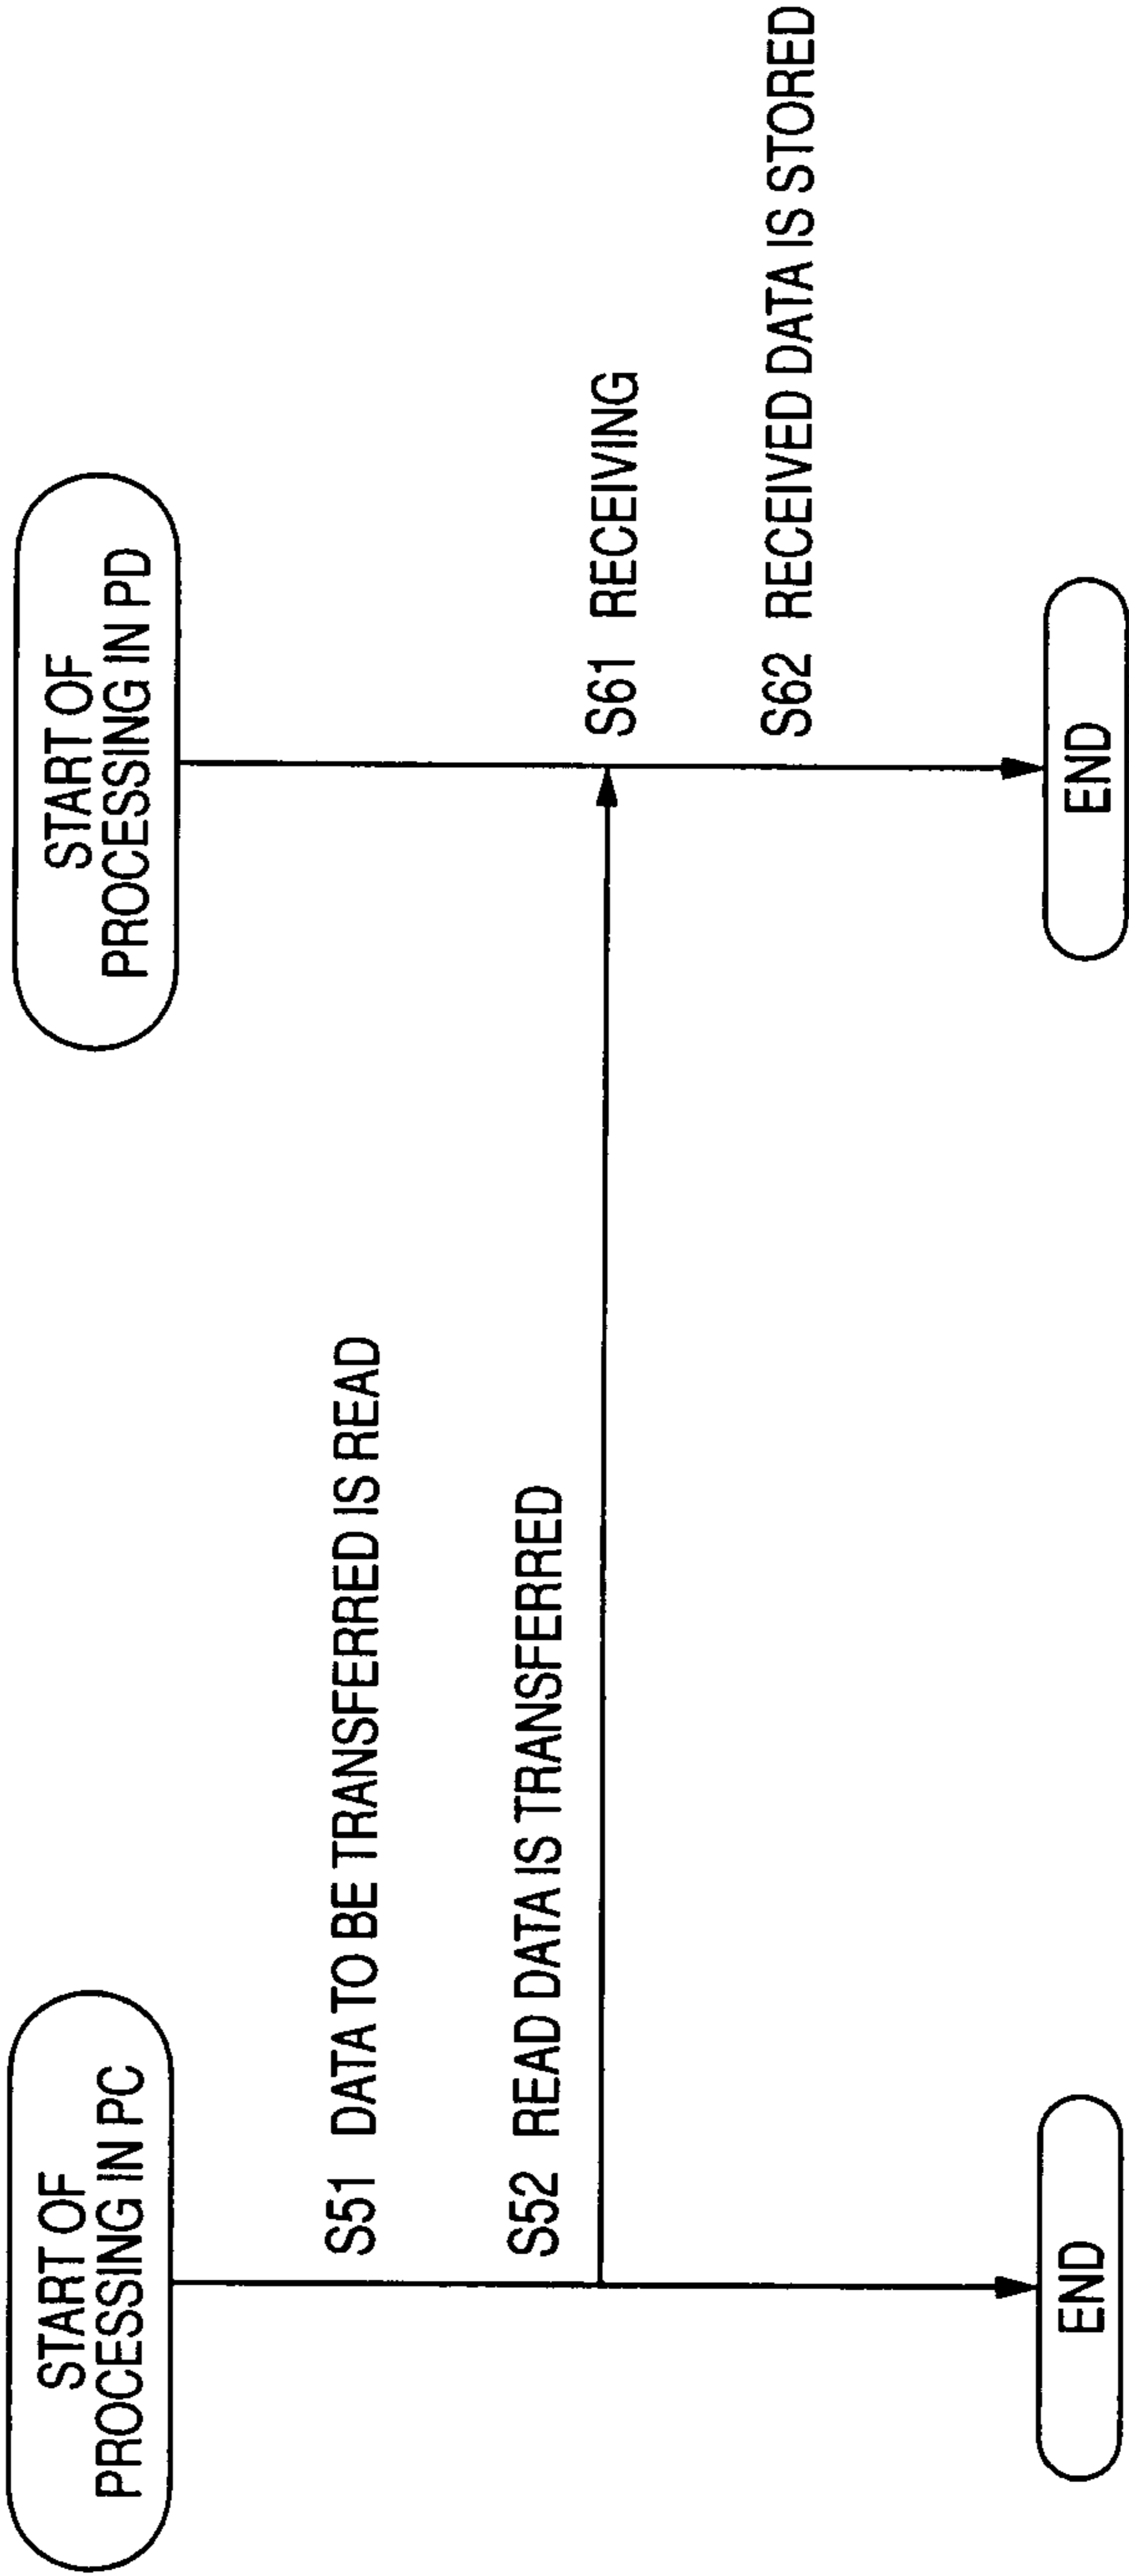 START OF
PROCESSING IN PC
S51 DATA TO BE TRANSFERRED IS READ
S52 READ DATA IS TRANSFERRED
END
START OF
PROCESSING IN PD
S61 RECEIVING
S62 RECEIVED DATA IS STORED
END